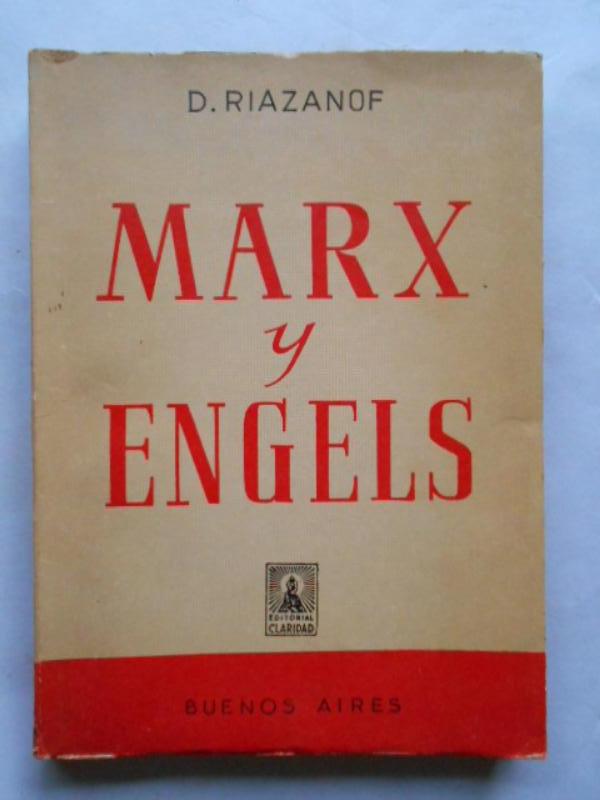 D. RIAZANOF
MARX
y
ENGELS
EDITORIAL
CLARIDAD
BUENOS AIRES